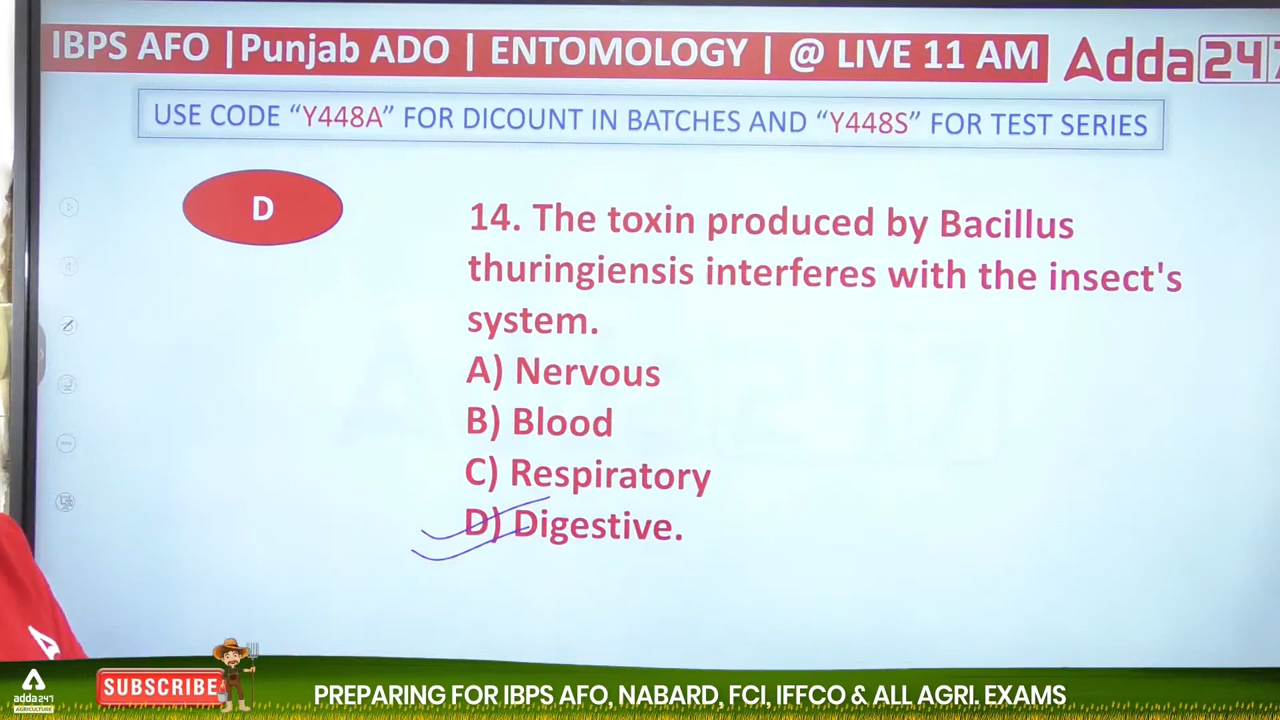 IBPS AFO |Punjab ADO | ENTOMOLOGY | @ LIVE 11 AM
Adda247
USE CODE “Y448A” FOR DICOUNT IN BATCHES AND “Y448S” FOR TEST SERIES
D
14. The toxin produced by Bacillus
thuringiensis interferes with the insect's
system.
A) Nervous
B) Blood
C) Respiratory
D) Digestive.
adda247
AGRICULTURE
SUBSCRIBE
PREPARING FOR IBPS AFO, NABARD, FCI, IFFCO & ALL AGRI. EXAMS